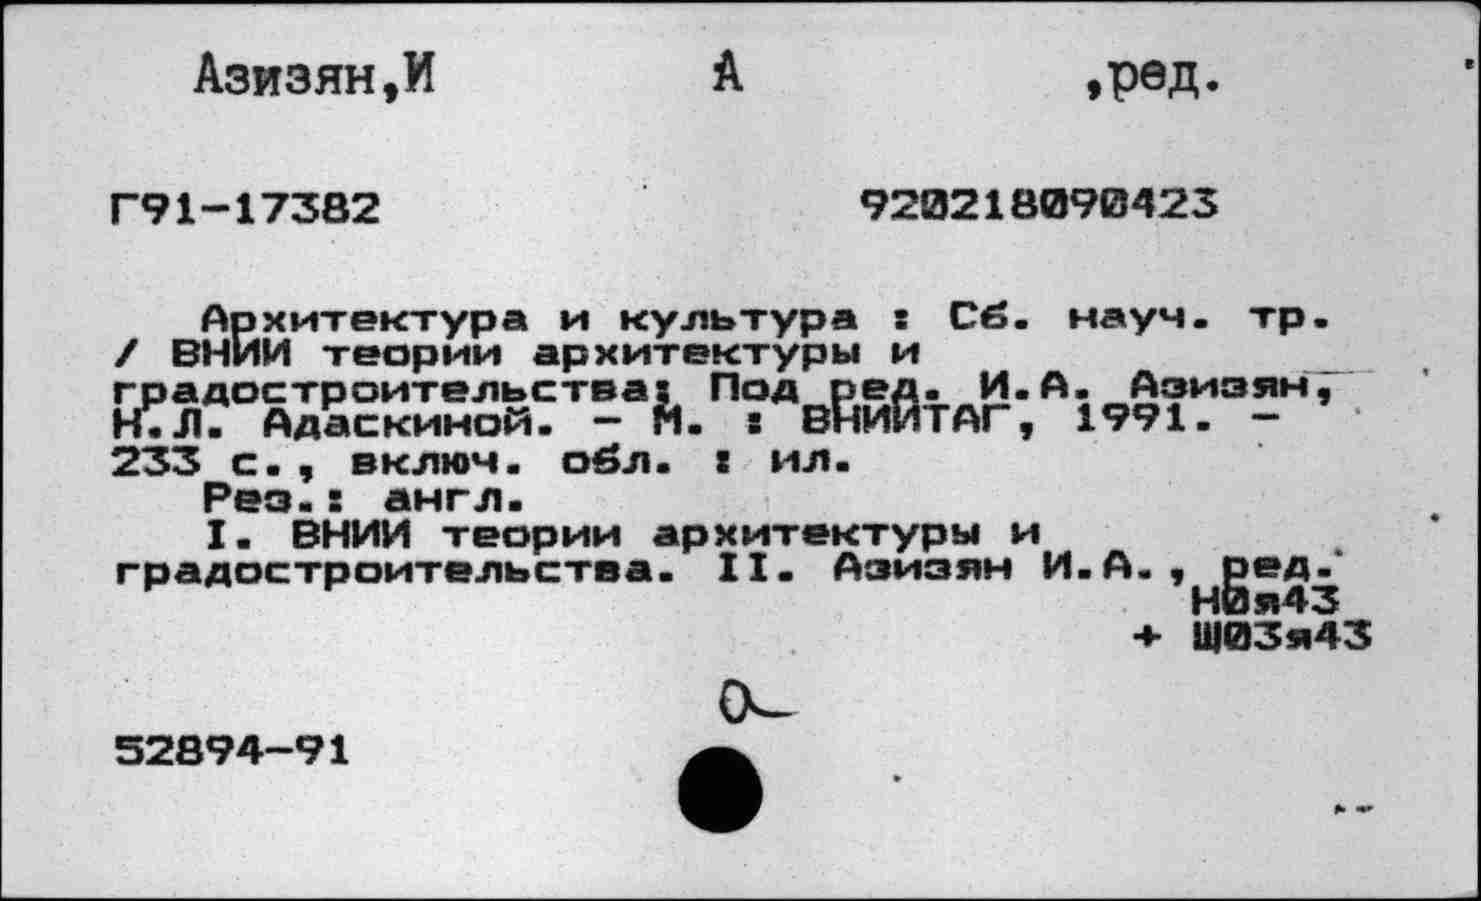 Азизян,И А ,ред.
Г91-17382 920218090423
Архитектура и культура : Сб. науч. тр.
/ ВНИИ теории архитектуры и
градостроительства; Под ред. И.А. Азизян,
Н.Л. Адаскиной. - М. : ВНИИТАГ, 1991. -
233 с., включ. обл. : ил.
Рез.: англ.
I. ВНИИ теории архитектуры и
градостроительства. II. Азизян И.А., ред.
Н0я43
+ Щ03я43
52894-91